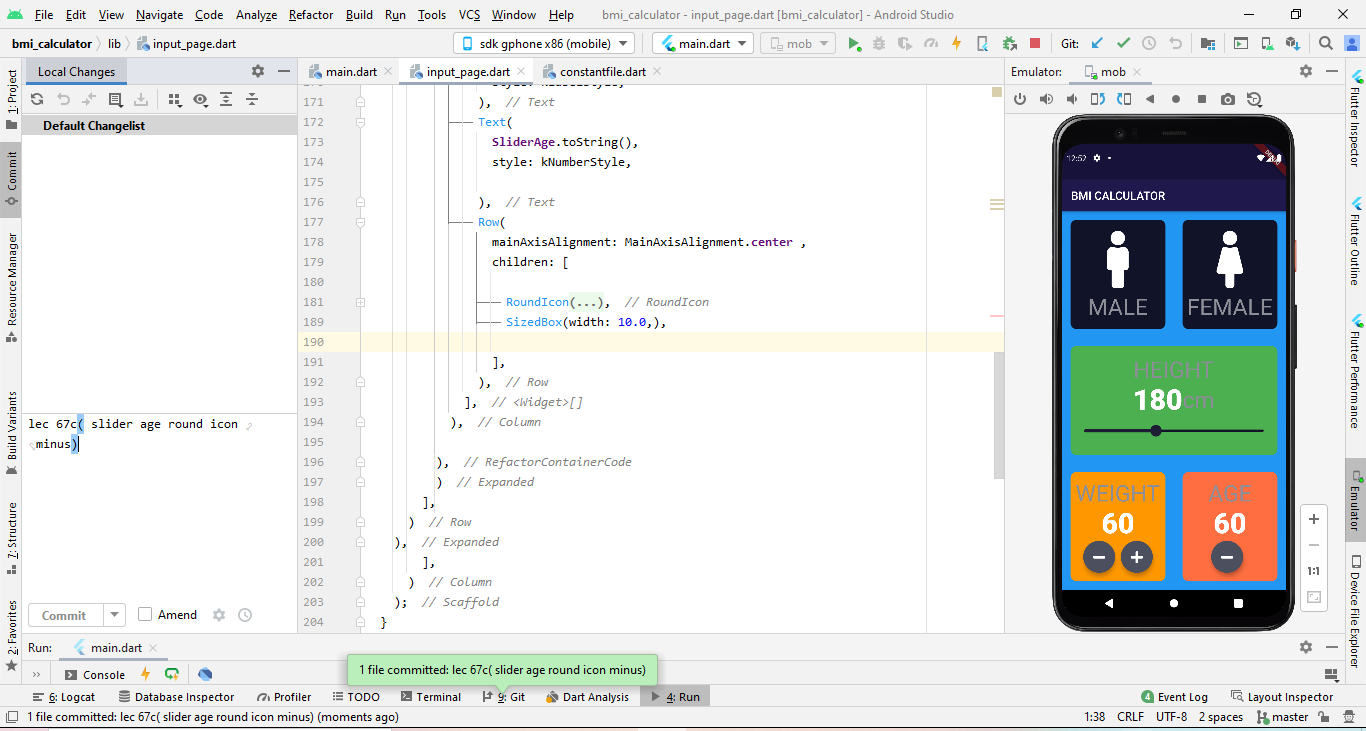 File Edit View Navigate Code Analyze Refactor Build Run Tools VCS Window Help bmi_calculator - input_page.dart [bmi_calculator] - Android Studio
bmi_calculator lib input_page.dart sdk gphone x86 (mobile) main.dart mob Git:
Local Changes main.dart input_page.dart constantfile.dart Emulator: mob
Default Changelist
171 ), // Text
172 Text(
173 SliderAge.toString(),
174 style: kNumberStyle,
175
176 ), // Text
177 Row(
178 mainAxisAlignment: MainAxisAlignment.center ,
179 children: [
180
181 RoundIcon(...), // RoundIcon
189 SizedBox(width: 10.0,),
190
191 ],
192 ), // Row
193 ], // <Widget>[]
194 ), // Column
195
196 ), // RefactorContainerCode
197 ) // Expanded
198 ],
199 ) // Row
200 ), // Expanded
201 ],
202 ) // Column
203 ); // Scaffold
204 }
lec 67c( slider age round icon
minus)
Commit Amend
12:52
BMI CALCULATOR
MALE FEMALE
HEIGHT
180cm
WEIGHT AGE
60 60
1:1
1: Project
Commit
Resource Manager
Build Variants
7: Structure
2: Favorites
Flutter Inspector
Flutter Outline
Flutter Performance
Emulator
Device File Explorer
Run: main.dart
Console
1 file committed: lec 67c( slider age round icon minus)
6: Logcat Database Inspector Profiler TODO Terminal 9: Git Dart Analysis 4: Run 4 Event Log Layout Inspector
1 file committed: lec 67c( slider age round icon minus) (moments ago) 1:38 CRLF UTF-8 2 spaces master